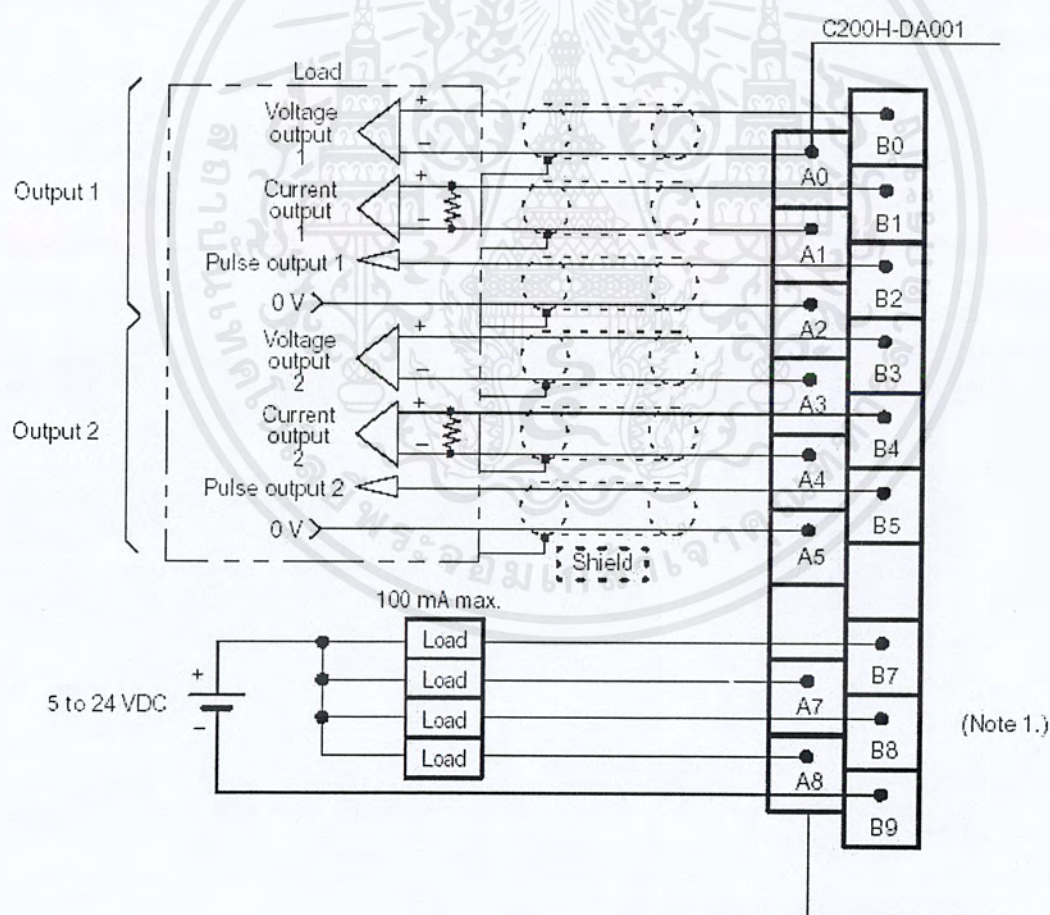 C200H-DA001
Load
Output 1
Voltage
output
1
+
−
B0
A0
Current
output
1
+
−
B1
A1
Pulse output 1
B2
0 V
A2
Output 2
Voltage
output
2
+
−
B3
A3
Current
output
2
+
−
B4
A4
Pulse output 2
B5
0 V
A5
Shield
100 mA max.
5 to 24 VDC
+
−
Load
B7
Load
A7
Load
B8
(Note 1.)
Load
A8
B9